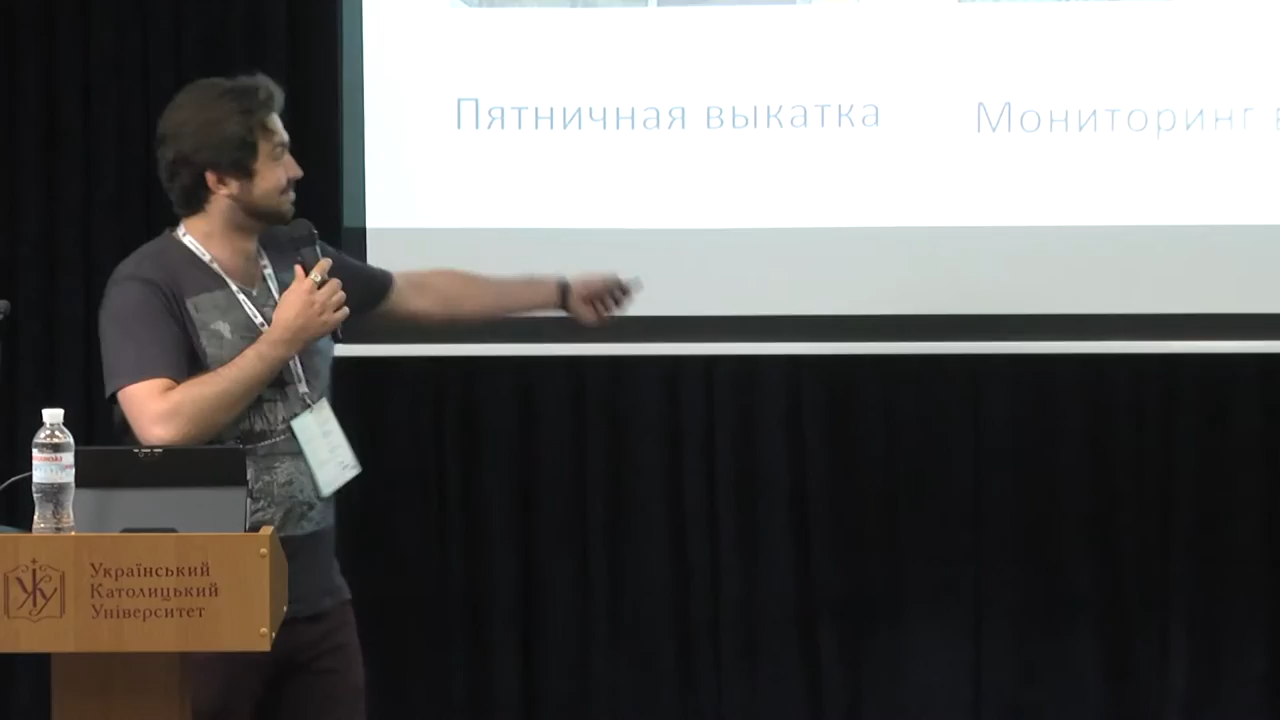 Пятничная выкатка
Мониторинг в
Український
Католицький
Університет